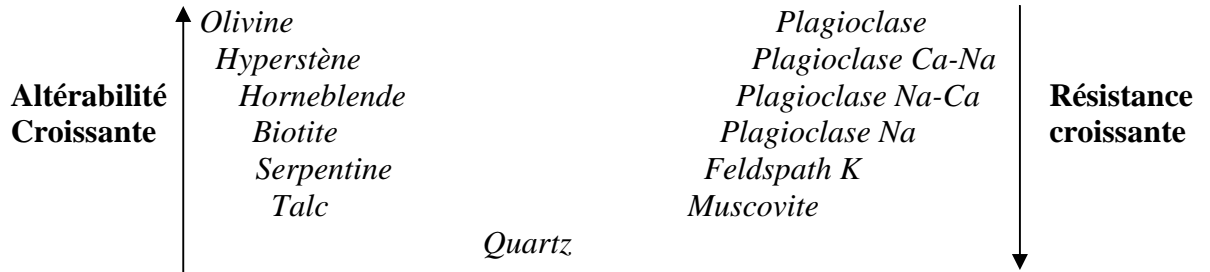 Olivine Plagioclase
Hyperstène Plagioclase Ca-Na
Altérabilité Horneblende Plagioclase Na-Ca Résistance
Croissante Biotite Plagioclase Na croissante
Serpentine Feldspath K
Talc Muscovite
Quartz